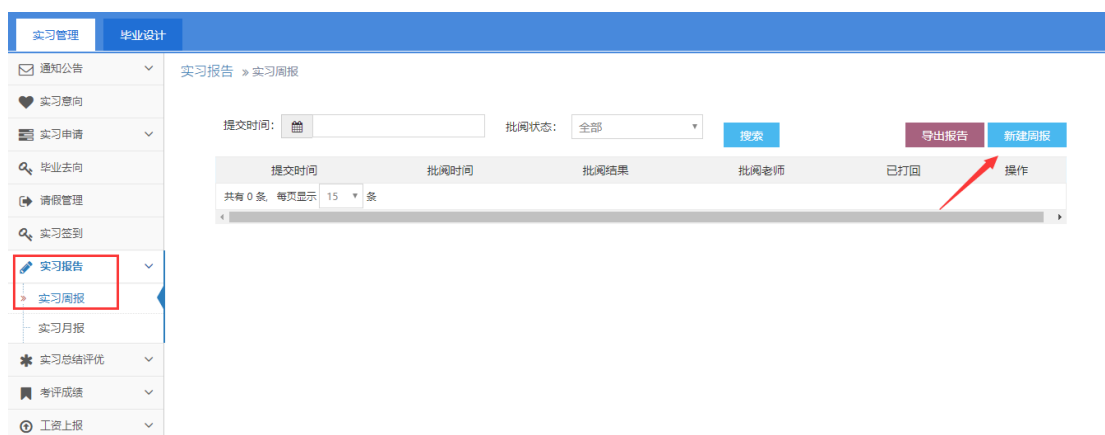 实习管理 毕业设计
通知公告
实习意向
实习申请
毕业去向
请假管理
实习签到
实习报告
» 实习周报
实习月报
实习总结评优
考评成绩
工资上报
实习报告 » 实习周报
提交时间: 批阅状态: 全部 搜索 导出报告 新建周报
提交时间 批阅时间 批阅结果 批阅老师 已打回 操作
共有 0 条, 每页显示 15 条